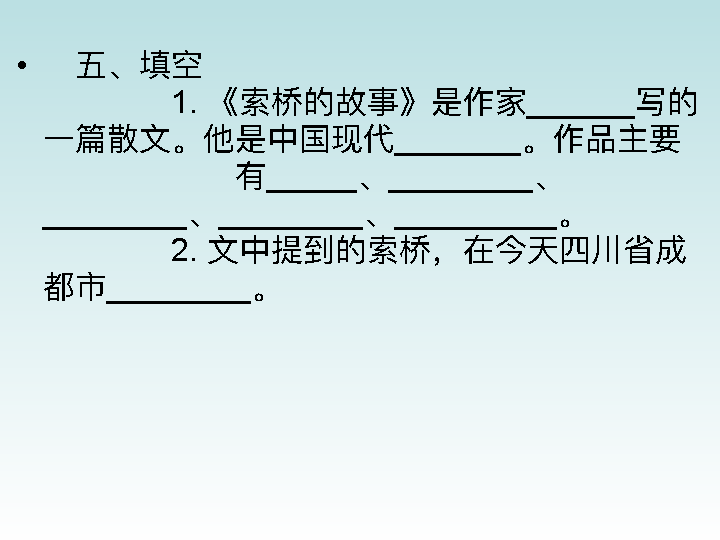 • 五、填空
1. 《索桥的故事》是作家______写的
一篇散文。他是中国现代_______。作品主要
有_____、________、
________、________、_________。
2. 文中提到的索桥，在今天四川省成
都市________。